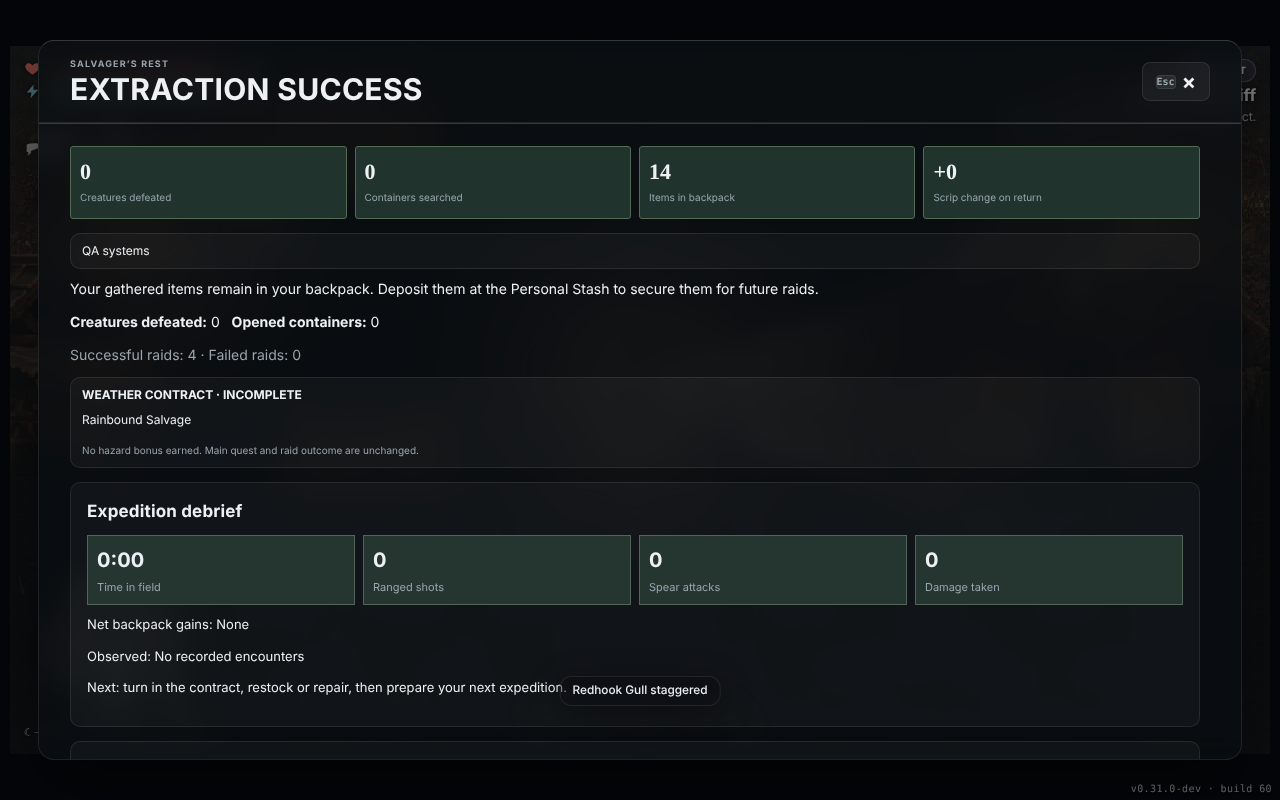 SALVAGER'S REST
EXTRACTION SUCCESS
Esc ×
T
iff
ct.
0
Creatures defeated
0
Containers searched
14
Items in backpack
+0
Scrip change on return
QA systems
Your gathered items remain in your backpack. Deposit them at the Personal Stash to secure them for future raids.
Creatures defeated: 0 Opened containers: 0
Successful raids: 4 · Failed raids: 0
WEATHER CONTRACT · INCOMPLETE
Rainbound Salvage
No hazard bonus earned. Main quest and raid outcome are unchanged.
Expedition debrief
0:00
Time in field
0
Ranged shots
0
Spear attacks
0
Damage taken
Net backpack gains: None
Observed: No recorded encounters
Next: turn in the contract, restock or repair, then prepare your next expedition.
Redhook Gull staggered
v0.31.0-dev · build 60